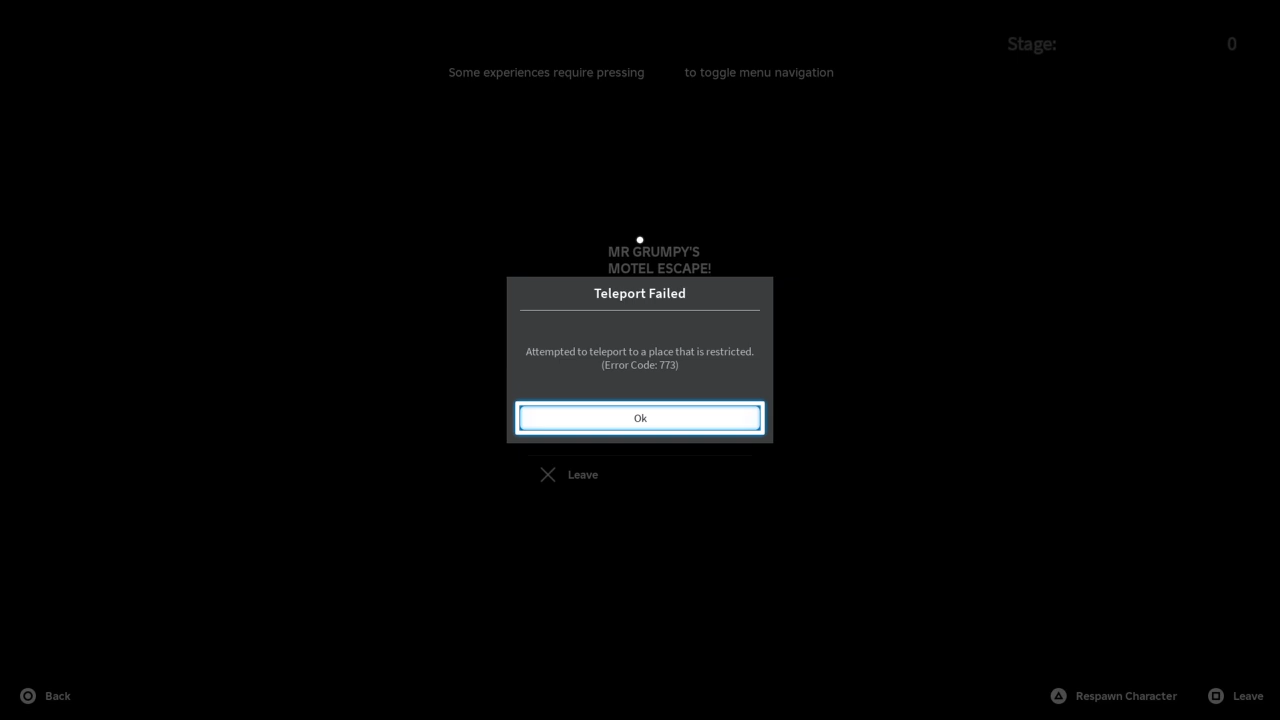 Stage: 0
Some experiences require pressing to toggle menu navigation
MR GRUMPY'S
MOTEL ESCAPE!
Teleport Failed
Attempted to teleport to a place that is restricted.
(Error Code: 773)
Ok
Leave
Back
Respawn Character
Leave